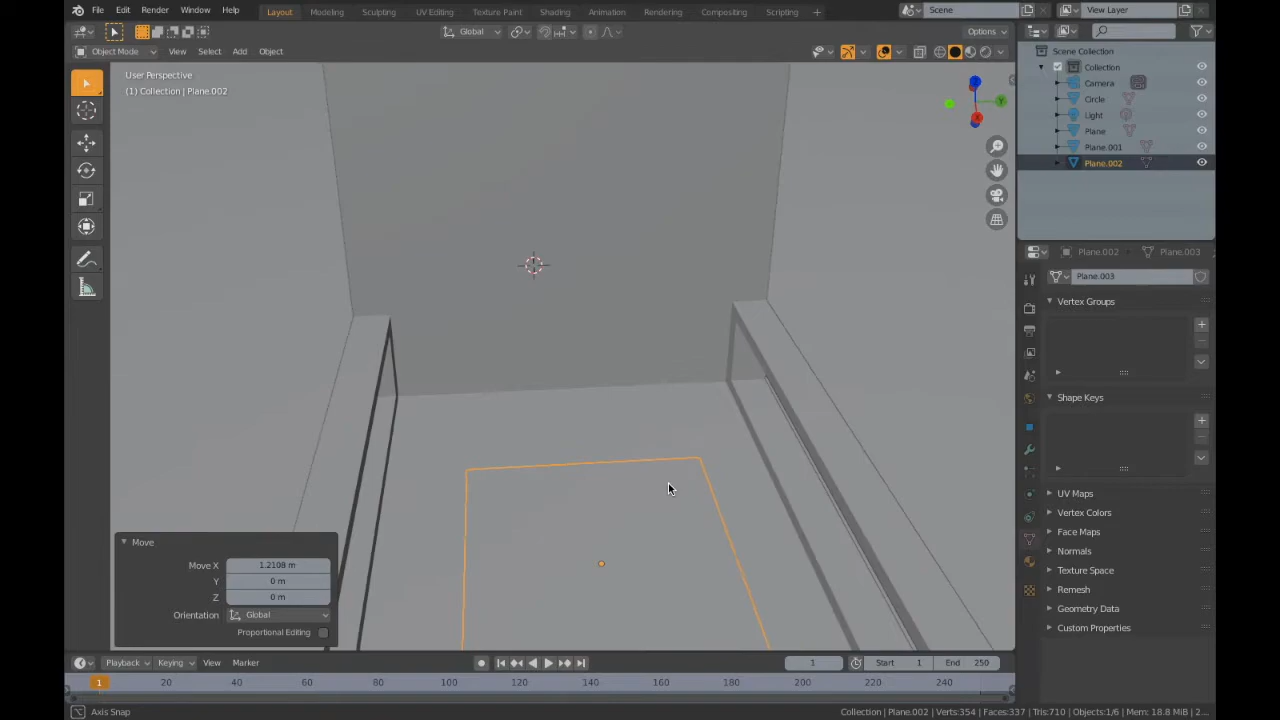 File Edit Render Window Help Layout Modeling Sculpting UV Editing Texture Paint Shading Animation Rendering Compositing Scripting + Scene View Layer
Global Options
Object Mode View Select Add Object
User Perspective
(1) Collection | Plane.002
Scene Collection
Collection
Camera
Circle
Light
Plane
Plane.001
Plane.002
Plane.002 Plane.003
Plane.003
Vertex Groups
Shape Keys
UV Maps
Vertex Colors
Face Maps
Normals
Texture Space
Remesh
Geometry Data
Custom Properties
Move
Move X 1.2108 m
Y 0 m
Z 0 m
Orientation Global
Proportional Editing
Playback Keying View Marker 1 Start 1 End 250
1 20 40 60 80 100 120 140 160 180 200 220 240
Axis Snap Collection | Plane.002 | Verts:354 | Faces:337 | Tris:710 | Objects:1/6 | Mem: 18.8 MiB | 2...